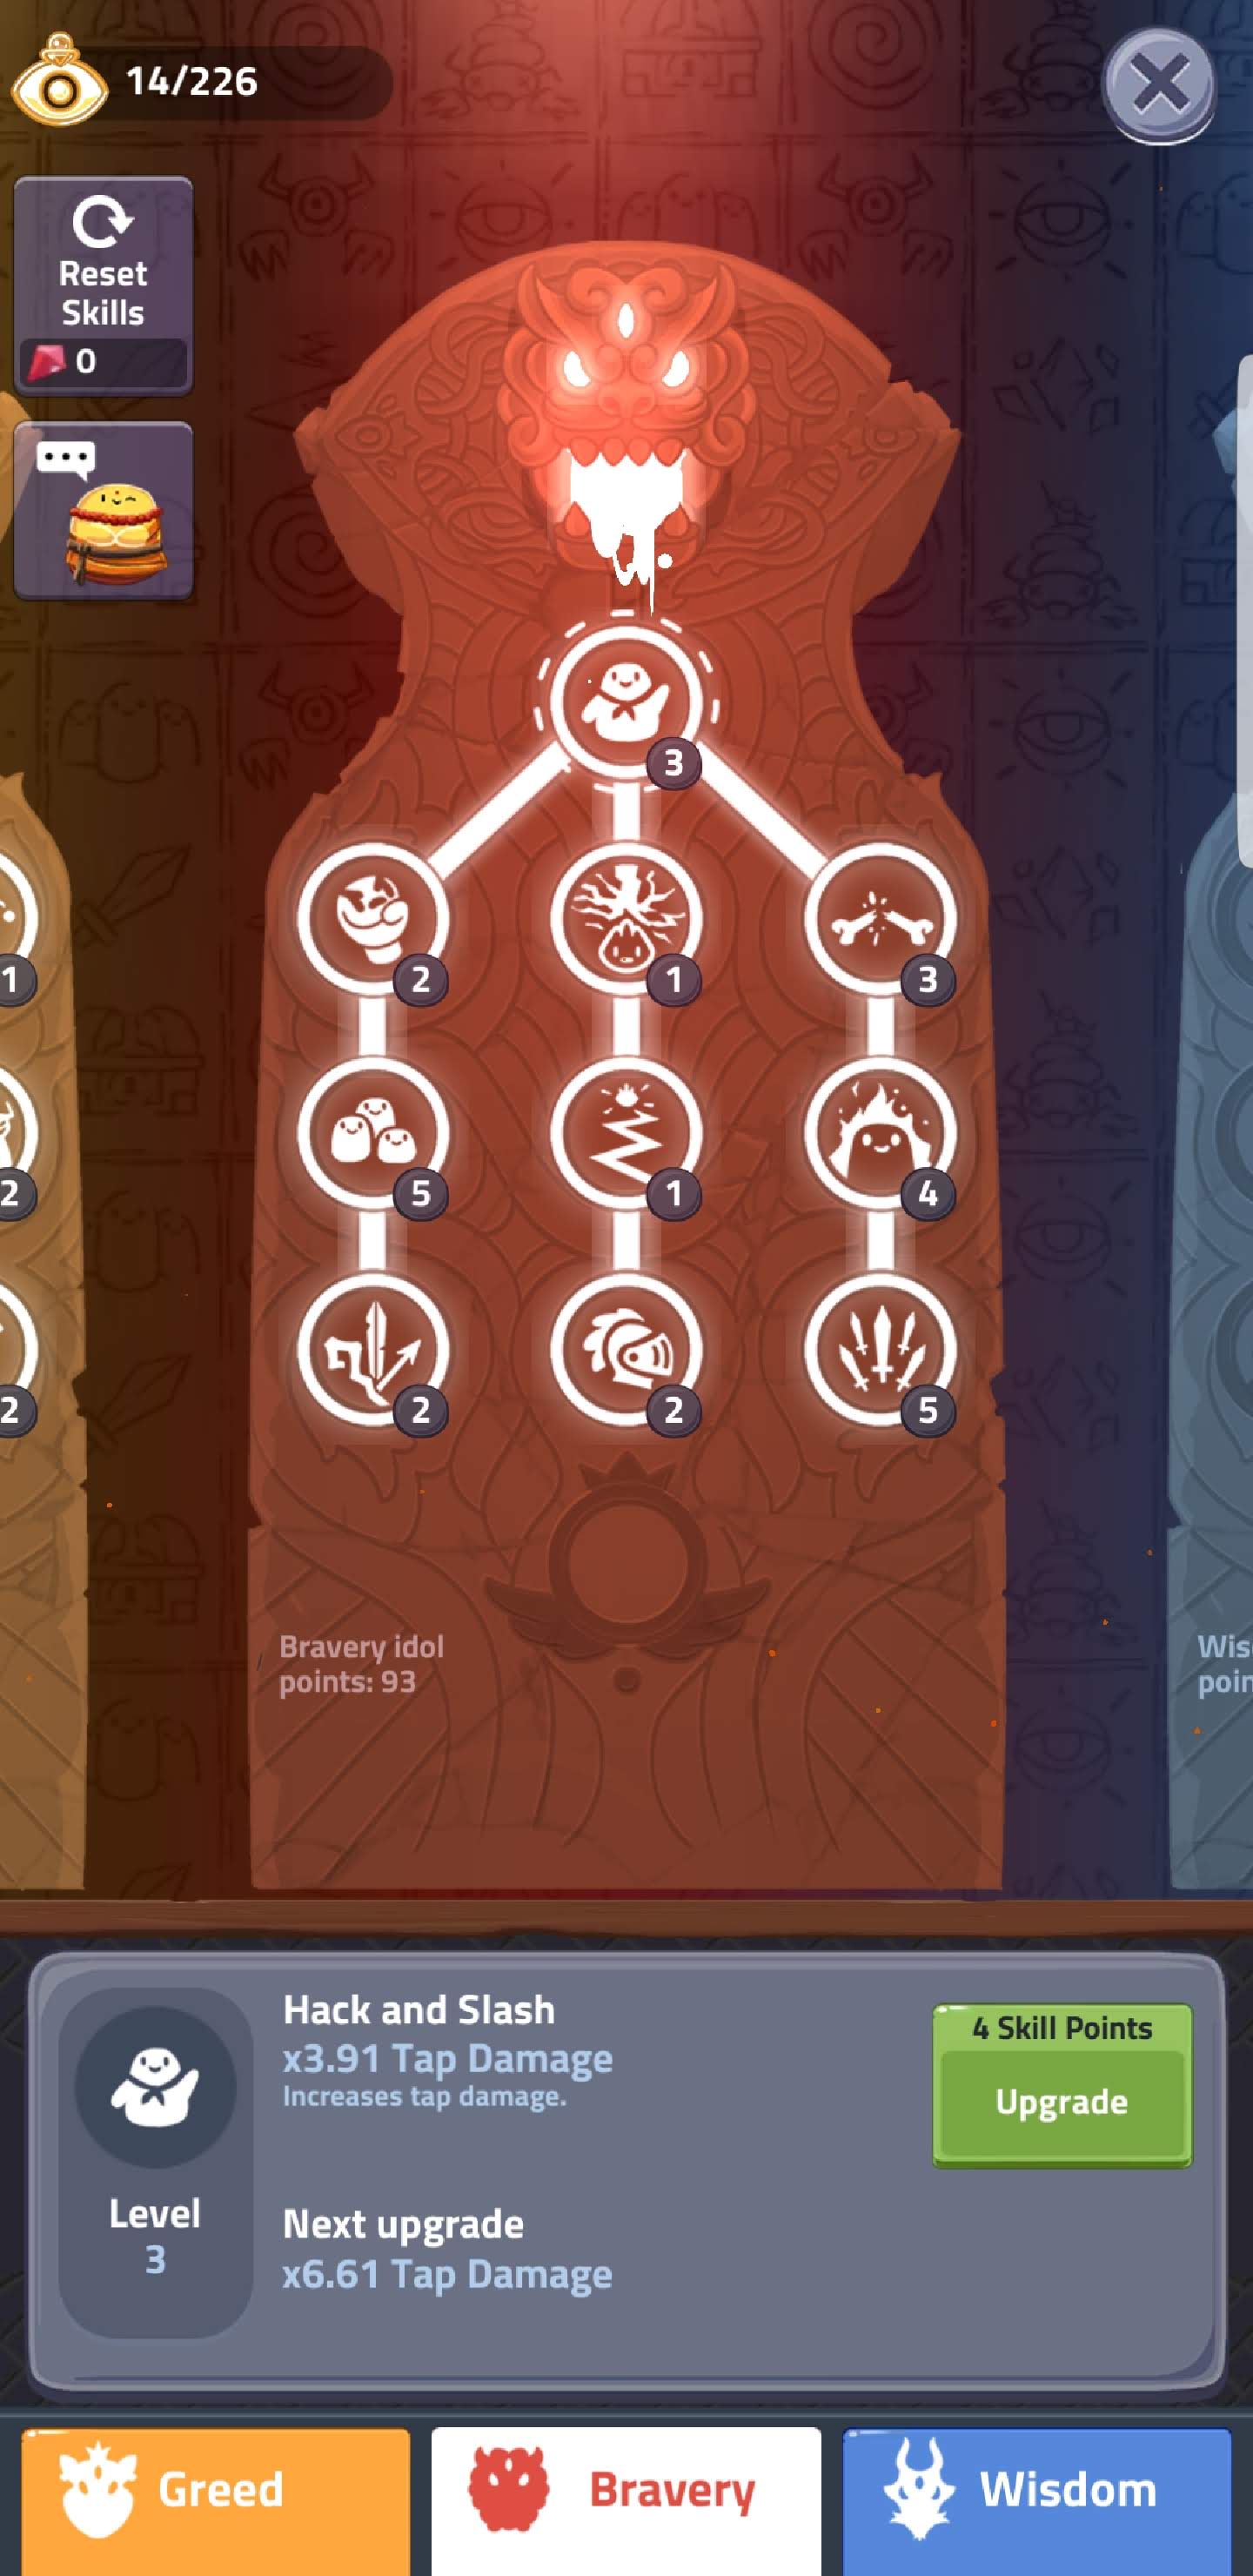 14/226
Reset
Skills
0
3
2
1
3
1
5
1
4
2
2
2
5
2
Bravery idol
points: 93
Wis
poin
Hack and Slash
x3.91 Tap Damage
Increases tap damage.
4 Skill Points
Upgrade
Level
3
Next upgrade
x6.61 Tap Damage
Greed
Bravery
Wisdom